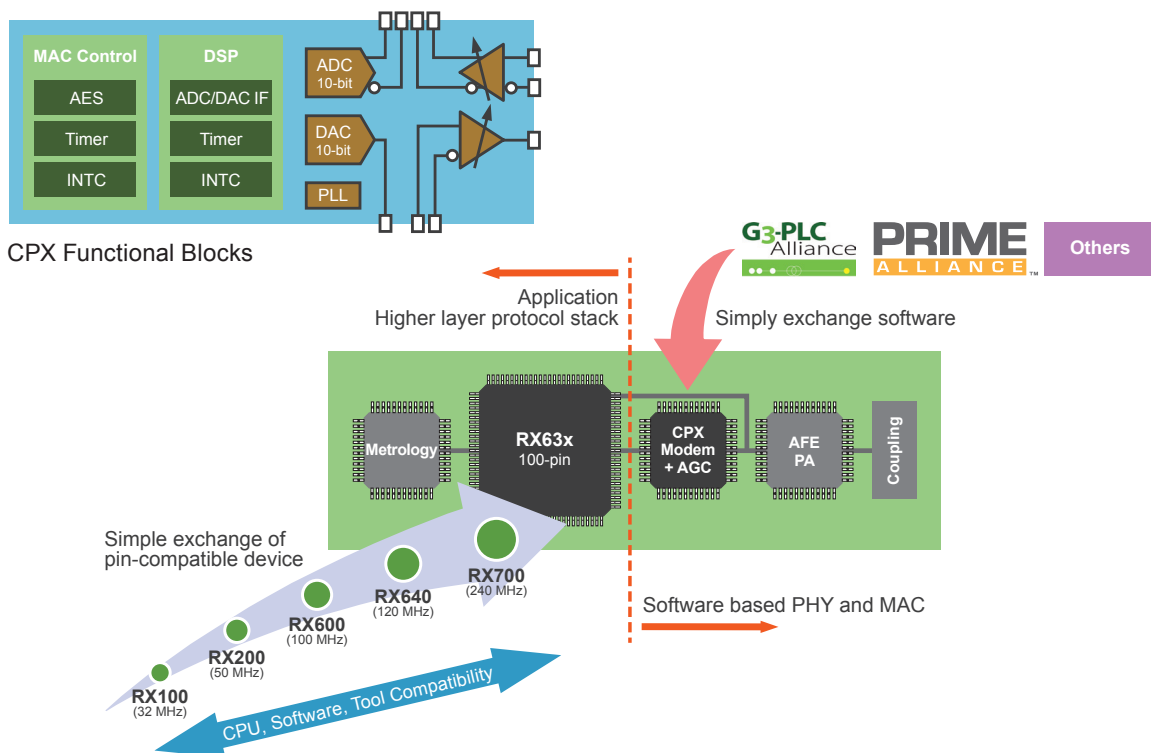 MAC Control
AES
Timer
INTC
DSP
ADC/DAC IF
Timer
INTC
ADC
10-bit
DAC
10-bit
PLL
CPX Functional Blocks
G3-PLC
Alliance
PRIME
ALLIANCE™
Others
Application
Higher layer protocol stack
Simply exchange software
Metrology
RX63x
100-pin
CPX
Modem
+ AGC
AFE
PA
Coupling
Simple exchange of
pin-compatible device
RX700
(240 MHz)
RX640
(120 MHz)
RX600
(100 MHz)
RX200
(50 MHz)
RX100
(32 MHz)
Software based PHY and MAC
CPU, Software, Tool Compatibility